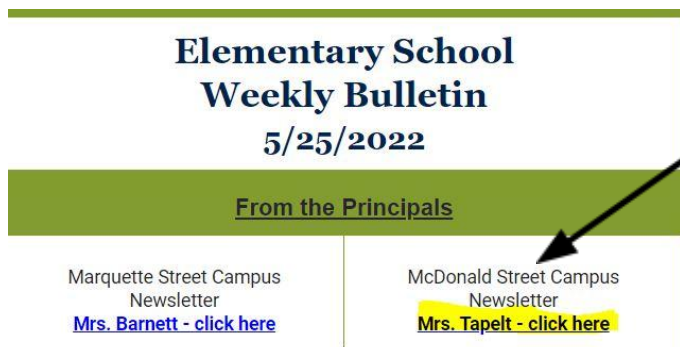 Elementary School
Weekly Bulletin
5/25/2022
From the Principals
Marquette Street Campus
Newsletter
Mrs. Barnett - click here
McDonald Street Campus
Newsletter
Mrs. Tapelt - click here